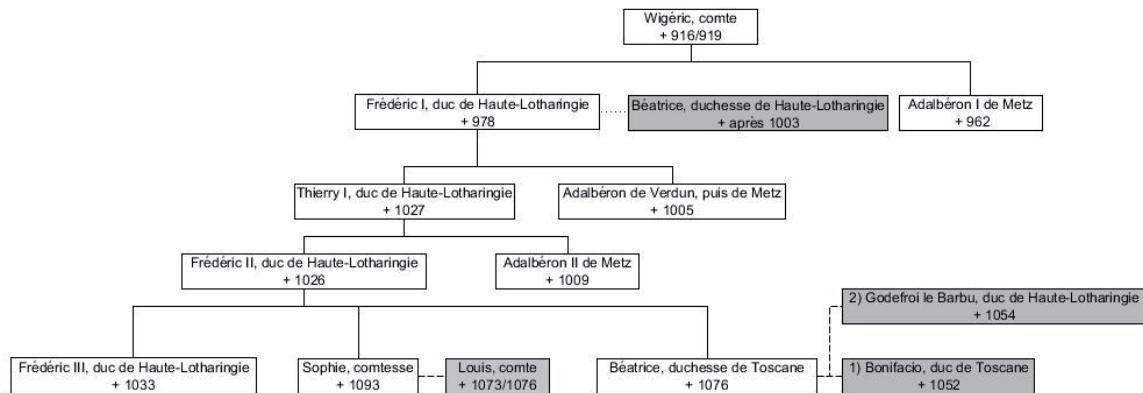 Wigéric, comte
+ 916/919
Frédéric I, duc de Haute-Lotharingie
+ 978
Béatrice, duchesse de Haute-Lotharingie
+ après 1003
Adalbéron I de Metz
+ 962
Thierry I, duc de Haute-Lotharingie
+ 1027
Adalbéron de Verdun, puis de Metz
+ 1005
Frédéric II, duc de Haute-Lotharingie
+ 1026
Adalbéron II de Metz
+ 1009
2) Godefroi le Barbu, duc de Haute-Lotharingie
+ 1054
Frédéric III, duc de Haute-Lotharingie
+ 1033
Sophie, comtesse
+ 1093
Louis, comte
+ 1073/1076
Béatrice, duchesse de Toscane
+ 1076
1) Bonifacio, duc de Toscane
+ 1052